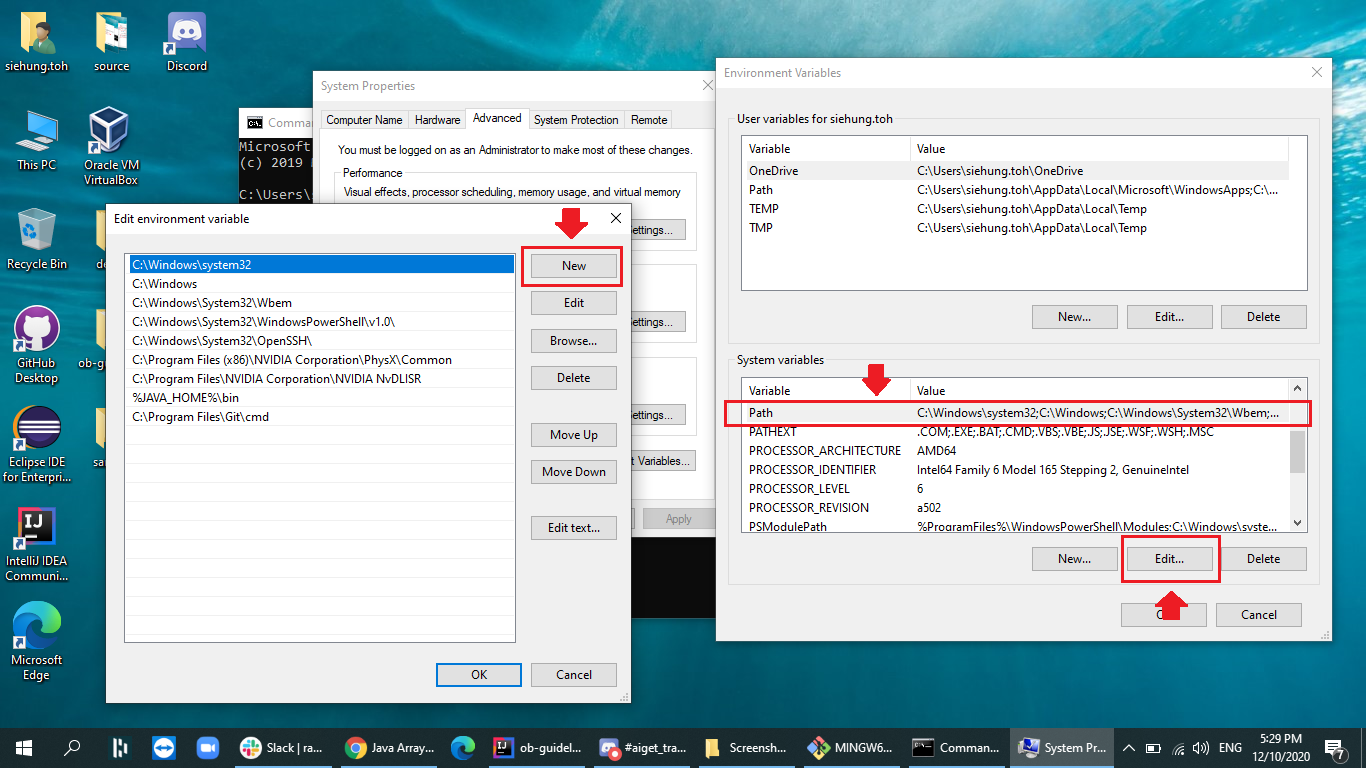 siehung.toh
source
Discord
This PC
Oracle VM
VirtualBox
Recycle Bin
GitHub
Desktop
ob-gu
Eclipse IDE
for Enterpri...
sa
IntelliJ IDEA
Communi...
Microsoft
Edge
Comma
Microsoft
(c) 2019
C:\Users\
System Properties
Computer Name
Hardware
Advanced
System Protection
Remote
You must be logged on as an Administrator to make most of these changes.
Performance
Visual effects, processor scheduling, memory usage, and virtual memory
ettings...
ettings...
ettings...
t Variables...
Apply
Edit environment variable
C:\Windows\system32
C:\Windows
C:\Windows\System32\Wbem
C:\Windows\System32\WindowsPowerShell\v1.0\
C:\Windows\System32\OpenSSH\
C:\Program Files (x86)\NVIDIA Corporation\PhysX\Common
C:\Program Files\NVIDIA Corporation\NVIDIA NvDLISR
%JAVA_HOME%\bin
C:\Program Files\Git\cmd
New
Edit
Browse...
Delete
Move Up
Move Down
Edit text...
OK
Cancel
Environment Variables
User variables for siehung.toh
Variable Value
OneDrive C:\Users\siehung.toh\OneDrive
Path C:\Users\siehung.toh\AppData\Local\Microsoft\WindowsApps;C:\...
TEMP C:\Users\siehung.toh\AppData\Local\Temp
TMP C:\Users\siehung.toh\AppData\Local\Temp
New... Edit... Delete
System variables
Variable Value
Path C:\Windows\system32;C:\Windows;C:\Windows\System32\Wbem;...
PATHEXT .COM;.EXE;.BAT;.CMD;.VBS;.VBE;.JS;.JSE;.WSF;.WSH;.MSC
PROCESSOR_ARCHITECTURE AMD64
PROCESSOR_IDENTIFIER Intel64 Family 6 Model 165 Stepping 2, GenuineIntel
PROCESSOR_LEVEL 6
PROCESSOR_REVISION a502
PSModulePath %ProgramFiles%\WindowsPowerShell\Modules;C:\Windows\syste...
New... Edit... Delete
Cancel
Slack | ra...
Java Array...
ob-guidel...
#aiget_tra...
Screensh...
MINGW6...
Comman...
System Pr...
ENG
5:29 PM
12/10/2020
7